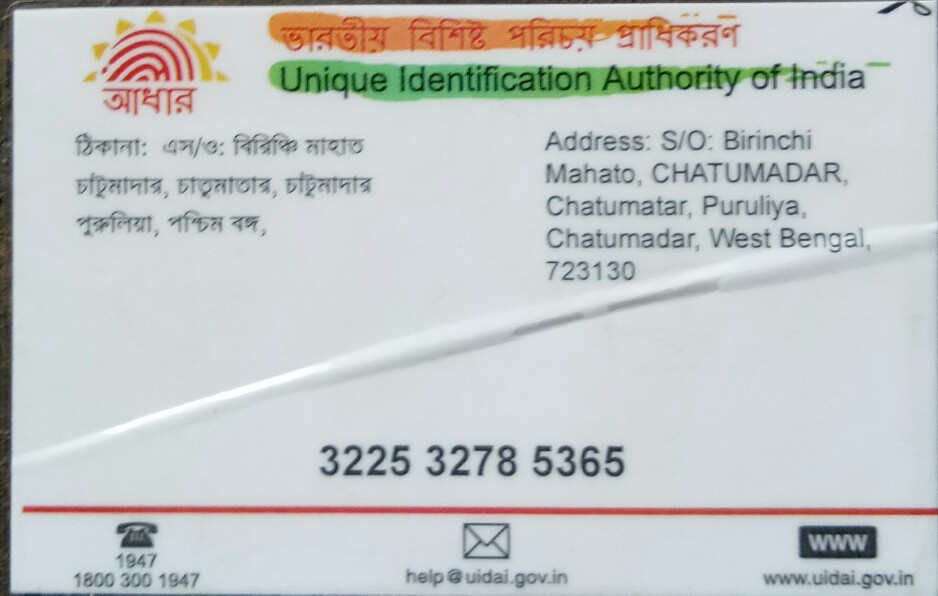 ভারতীয় বিশিষ্ট পরিচয় প্রাধিকরণ
Unique Identification Authority of India
আধার
ঠিকানা: এস/ও: বিরিঞ্চি মাহাত
চাটুমাদার, চাতুমাতার, চাটুমাদার
পুরুলিয়া, পশ্চিম বঙ্গ,
Address: S/O: Birinchi
Mahato, CHATUMADAR,
Chatumatar, Puruliya,
Chatumadar, West Bengal,
723130
3225 3278 5365
1947
1800 300 1947
help@uidai.gov.in
www
www.uidai.gov.in